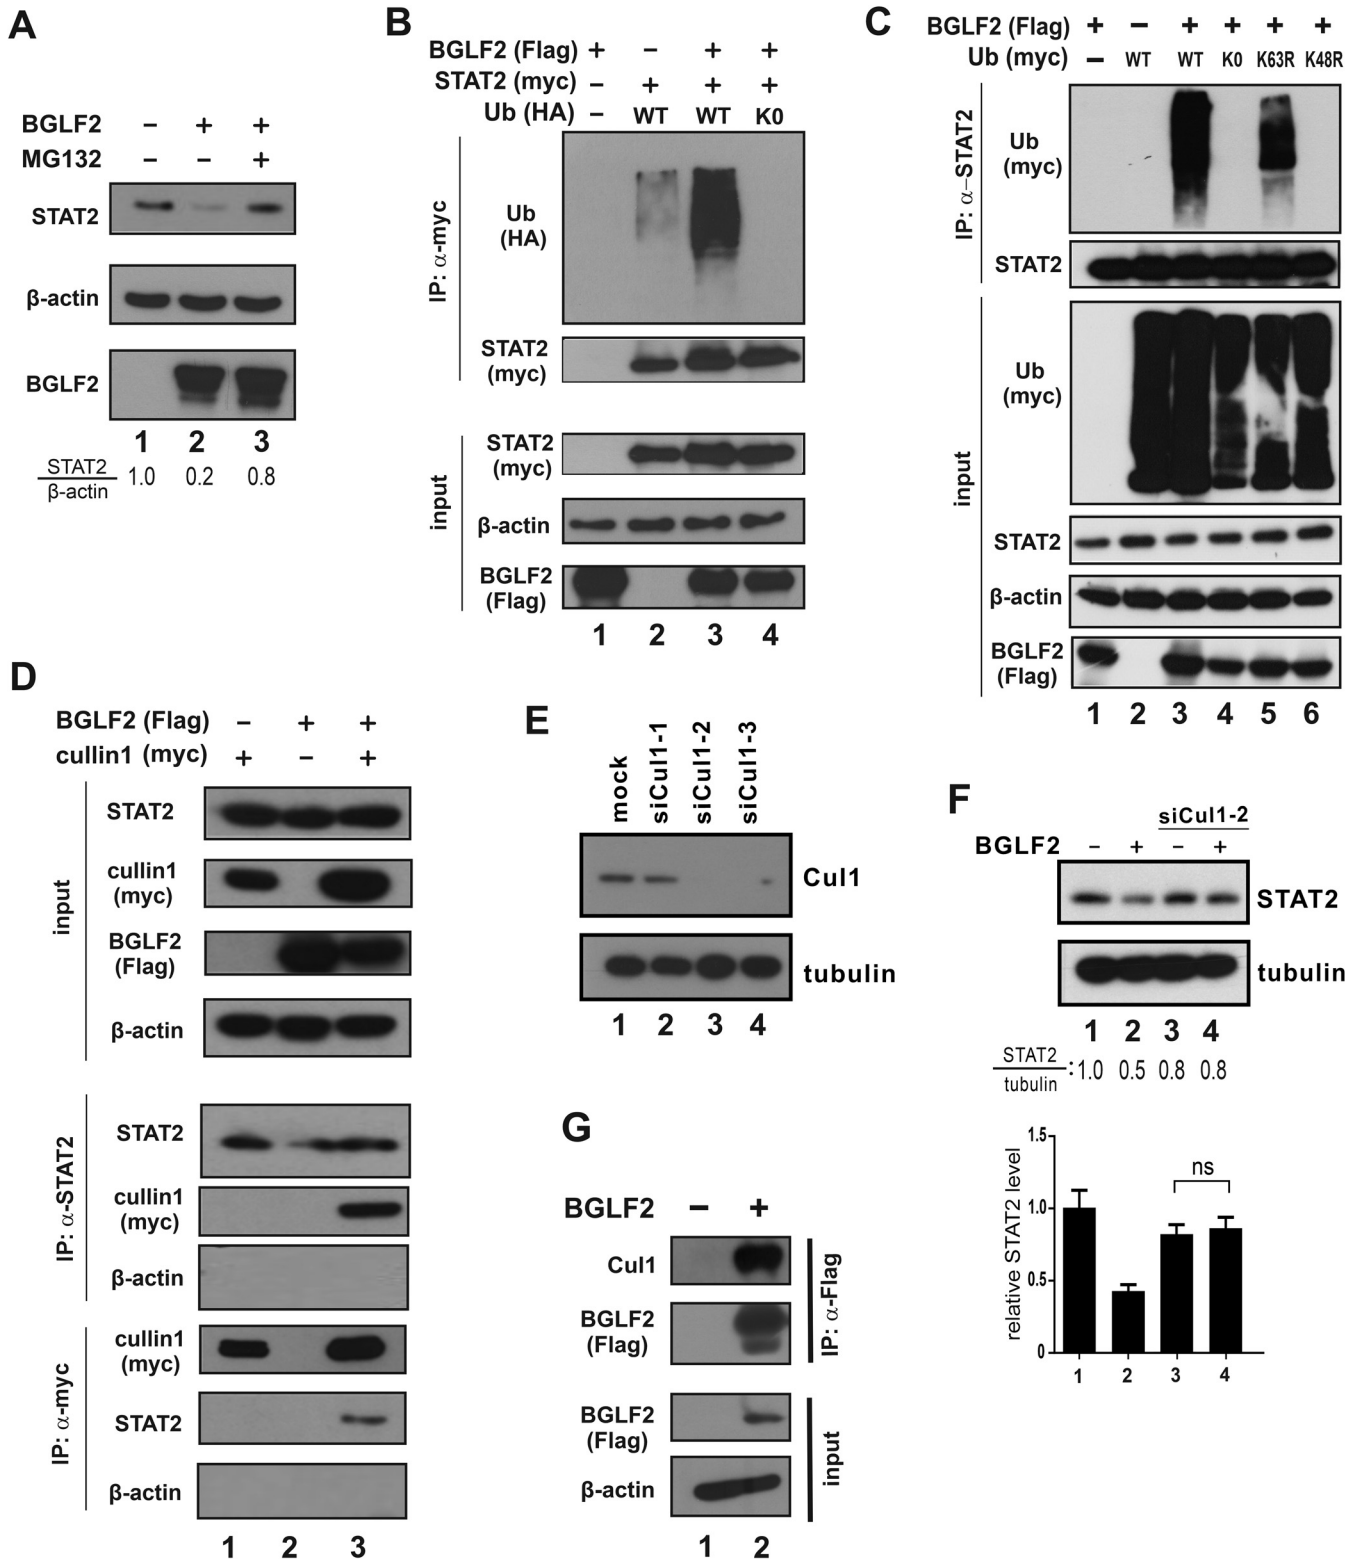 A
BGLF2 – + +
MG132 – – +
STAT2
β-actin
BGLF2
1 2 3
STAT2
β-actin
1.0 0.2 0.8
B
BGLF2 (Flag) + – + +
STAT2 (myc) – + + +
Ub (HA) – WT WT K0
IP: α-myc
Ub
(HA)
STAT2
(myc)
input
STAT2
(myc)
β-actin
BGLF2
(Flag)
1 2 3 4
C
BGLF2 (Flag) + – + + + +
Ub (myc) – WT WT K0 K63R K48R
IP: α–STAT2
Ub
(myc)
STAT2
input
Ub
(myc)
STAT2
β-actin
BGLF2
(Flag)
1 2 3 4 5 6
D
BGLF2 (Flag) – + +
cullin1 (myc) + – +
input
STAT2
cullin1
(myc)
BGLF2
(Flag)
β-actin
IP: α-STAT2
STAT2
cullin1
(myc)
β-actin
IP: α-myc
cullin1
(myc)
STAT2
β-actin
1 2 3
E
mock
siCul1-1
siCul1-2
siCul1-3
Cul1
tubulin
1 2 3 4
F
siCul1-2
BGLF2 – + – +
STAT2
tubulin
1 2 3 4
STAT2
tubulin
:1.0 0.5 0.8 0.8
relative STAT2 level
1.5
1.0
0.5
0
ns
1 2 3 4
G
BGLF2 – +
Cul1
BGLF2
(Flag)
IP: α-Flag
BGLF2
(Flag)
β-actin
input
1 2